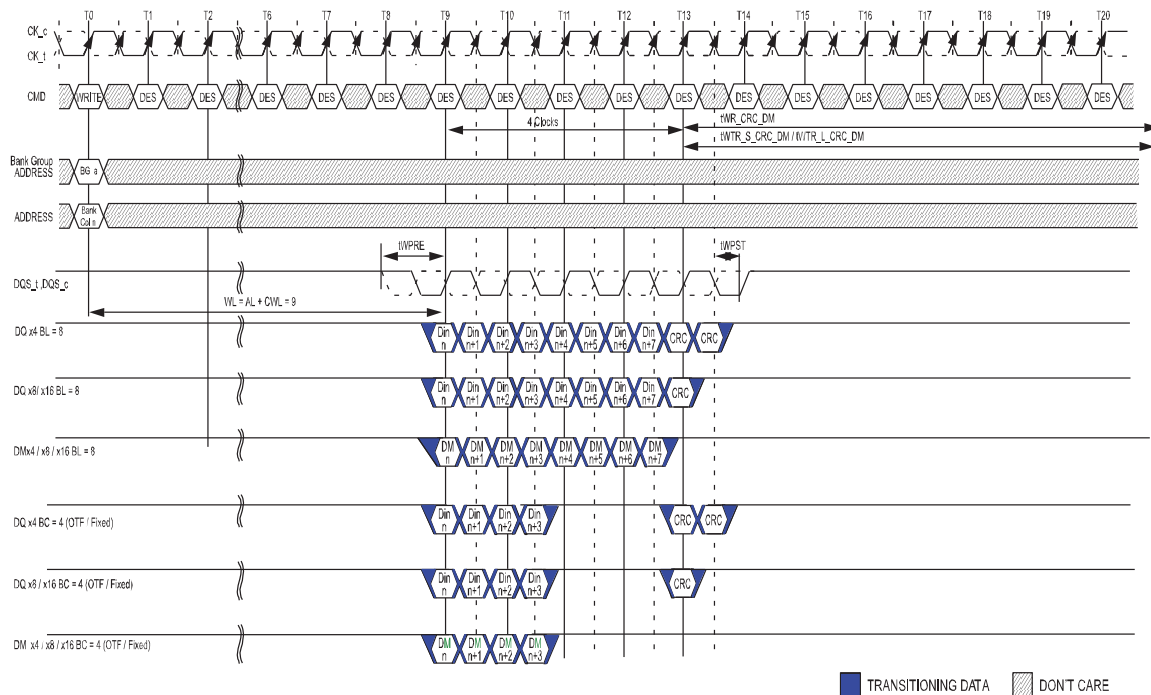 T0 T1 T2 T6 T7 T8 T9 T10 T11 T12 T13 T14 T15 T16 T17 T18 T19 T20
CK_c
CK_t
CMD WRITE DES DES DES DES DES DES DES DES DES DES DES DES DES DES DES DES DES
4 Clocks
tWR_CRC_DM
tWTR_S_CRC_DM / tWTR_L_CRC_DM
Bank Group
ADDRESS
BG a
ADDRESS
Bank
Col n
tWPRE
tWPST
DQS_t ,DQS_c
WL = AL + CWL = 9
DQ x4 BL = 8
Din Din Din Din Din Din Din Din CRC CRC
n n+1 n+2 n+3 n+4 n+5 n+6 n+7
DQ x8/ x16 BL = 8
Din Din Din Din Din Din Din Din CRC
n n+1 n+2 n+3 n+4 n+5 n+6 n+7
DMx4 / x8 / x16 BL = 8
DM DM DM DM DM DM DM DM
n n+1 n+2 n+3 n+4 n+5 n+6 n+7
DQ x4 BC = 4 (OTF / Fixed)
Din Din Din Din CRC CRC
n n+1 n+2 n+3
DQ x8 / x16 BC = 4 (OTF / Fixed)
Din Din Din Din CRC
n n+1 n+2 n+3
DM x4 / x8 / x16 BC = 4 (OTF / Fixed)
DM DM DM DM
n n+1 n+2 n+3
TRANSITIONING DATA
DON'T CARE